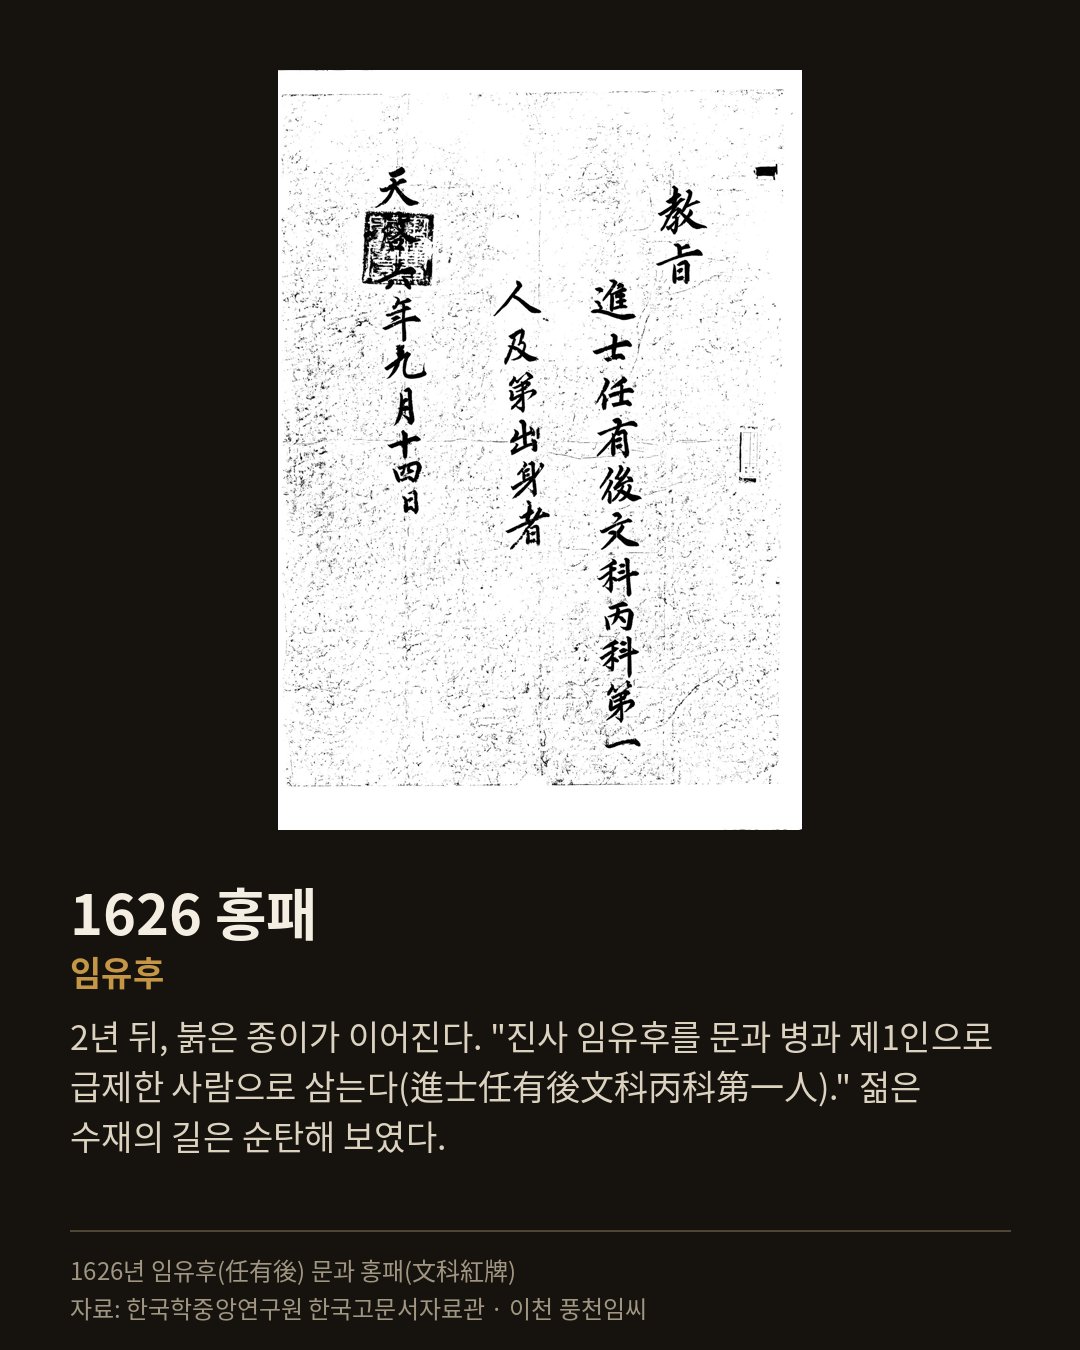 教旨
進士任有後文科丙科第一
人及第出身者
天啓六年九月十四日
1626 홍패
임유후
2년 뒤, 붉은 종이가 이어진다. "진사 임유후를 문과 병과 제1인으로
급제한 사람으로 삼는다(進士任有後文科丙科第一人)." 젊은
수재의 길은 순탄해 보였다.
1626년 임유후(任有後) 문과 홍패(文科紅牌)
자료: 한국학중앙연구원 한국고문서자료관 · 이천 풍천임씨